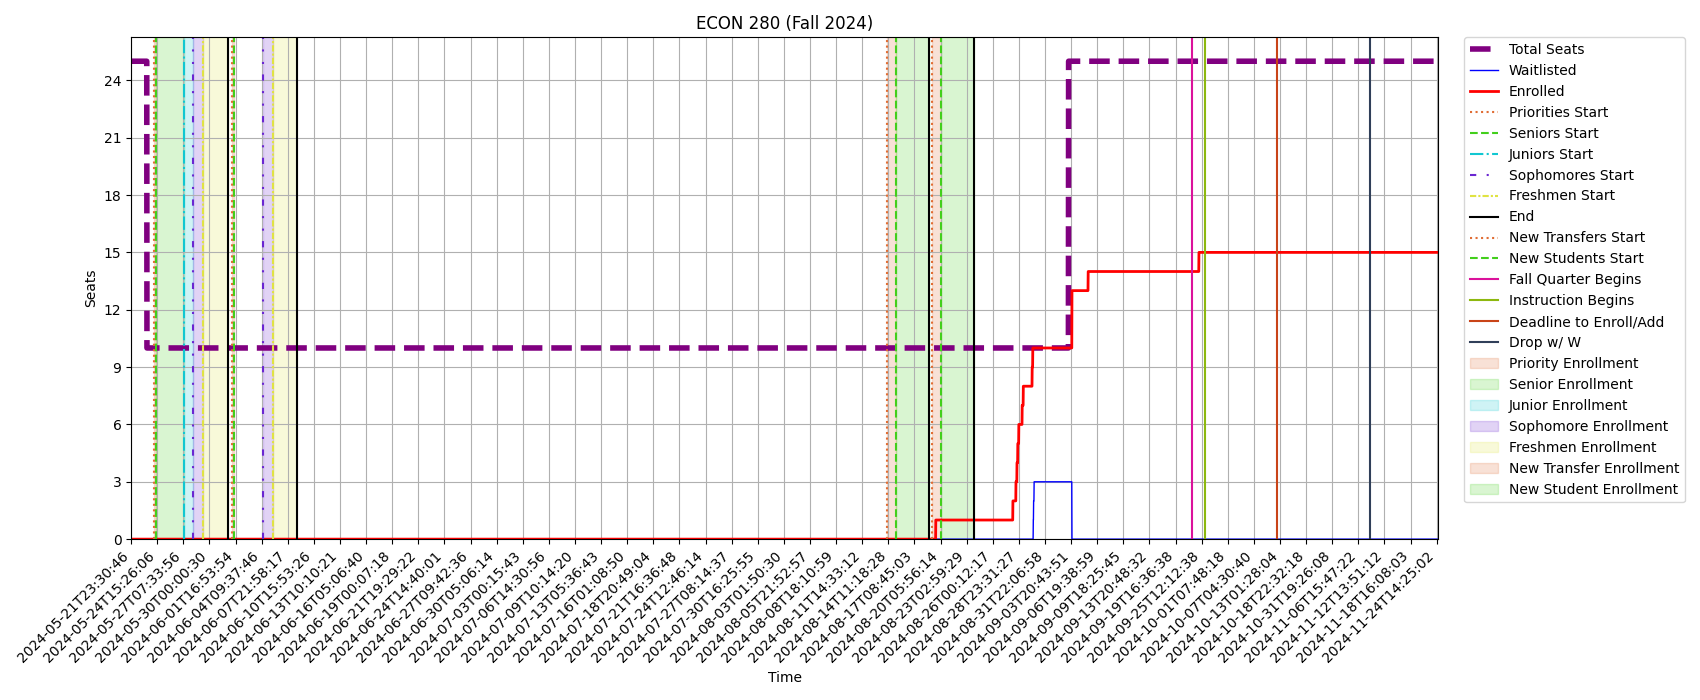 ECON 280 (Fall 2024)
Seats
24
21
18
15
12
9
6
3
0
2024-05-21T23:30:46
2024-05-24T15:26:06
2024-05-27T07:33:56
2024-05-30T00:00:30
2024-06-01T16:53:54
2024-06-04T09:37:46
2024-06-07T21:58:17
2024-06-10T15:53:26
2024-06-13T10:10:21
2024-06-16T05:06:40
2024-06-19T00:07:18
2024-06-21T19:29:22
2024-06-24T14:40:01
2024-06-27T09:42:36
2024-06-30T05:06:14
2024-07-03T00:15:43
2024-07-06T14:30:56
2024-07-09T10:14:20
2024-07-13T05:36:43
2024-07-16T01:08:50
2024-07-18T20:49:04
2024-07-21T16:36:48
2024-07-24T12:46:14
2024-07-27T08:14:37
2024-07-30T16:25:55
2024-08-03T01:50:30
2024-08-05T21:52:57
2024-08-08T18:10:59
2024-08-11T14:33:12
2024-08-14T11:18:28
2024-08-17T08:45:03
2024-08-20T05:56:14
2024-08-23T02:59:29
2024-08-26T00:12:17
2024-08-28T23:31:27
2024-08-31T22:06:58
2024-09-03T20:43:51
2024-09-06T19:38:59
2024-09-09T18:25:45
2024-09-13T20:48:32
2024-09-19T16:36:38
2024-09-25T12:12:38
2024-10-01T07:48:18
2024-10-07T04:30:40
2024-10-13T01:28:04
2024-10-18T22:32:18
2024-10-31T19:26:08
2024-11-06T15:47:22
2024-11-12T13:51:12
2024-11-18T16:08:03
2024-11-24T14:25:02
Time
Total Seats
Waitlisted
Enrolled
Priorities Start
Seniors Start
Juniors Start
Sophomores Start
Freshmen Start
End
New Transfers Start
New Students Start
Fall Quarter Begins
Instruction Begins
Deadline to Enroll/Add
Drop w/ W
Priority Enrollment
Senior Enrollment
Junior Enrollment
Sophomore Enrollment
Freshmen Enrollment
New Transfer Enrollment
New Student Enrollment